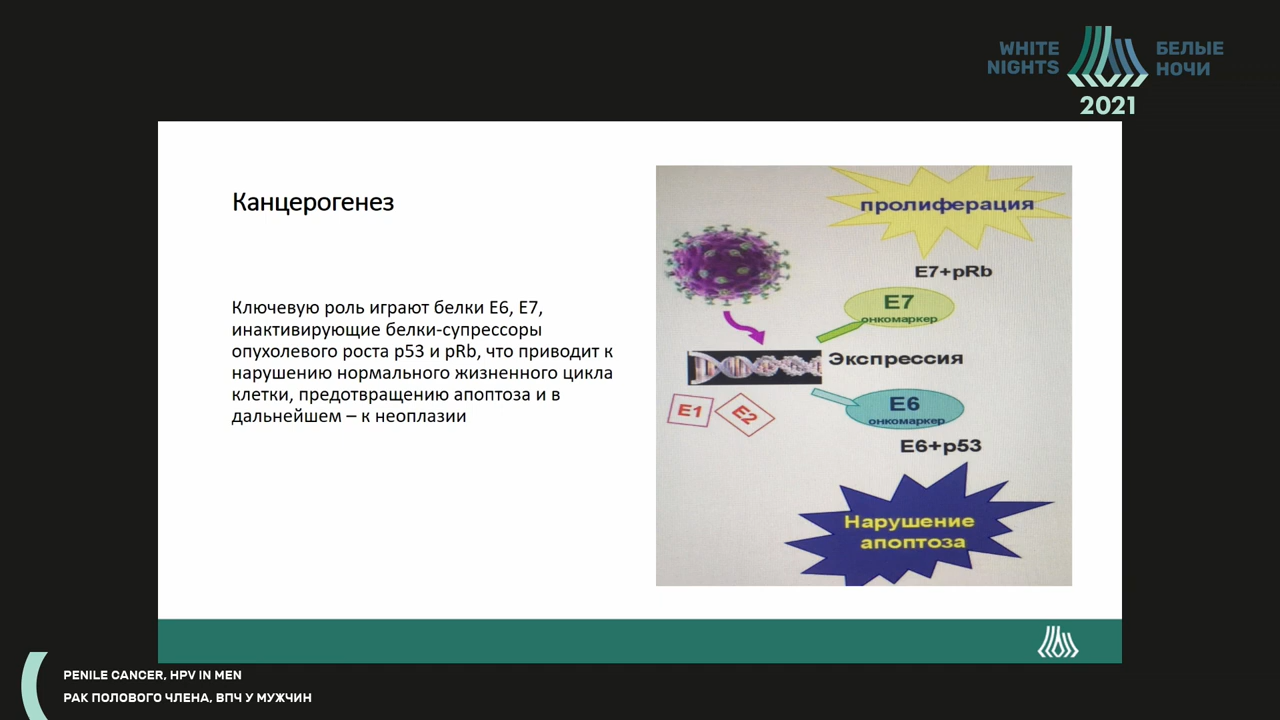 WHITE
NIGHTS
БЕЛЫЕ
НОЧИ
2021
Канцерогенез
Ключевую роль играют белки E6, E7,
инактивирующие белки-супрессоры
опухолевого роста p53 и pRb, что приводит к
нарушению нормального жизненного цикла
клетки, предотвращению апоптоза и в
дальнейшем – к неоплазии
пролиферация
E7+pRb
E7
онкомаркер
Экспрессия
E1
E2
E6
онкомаркер
E6+p53
Нарушение
апоптоза
PENILE CANCER, HPV IN MEN
РАК ПОЛОВОГО ЧЛЕНА, ВПЧ У МУЖЧИН